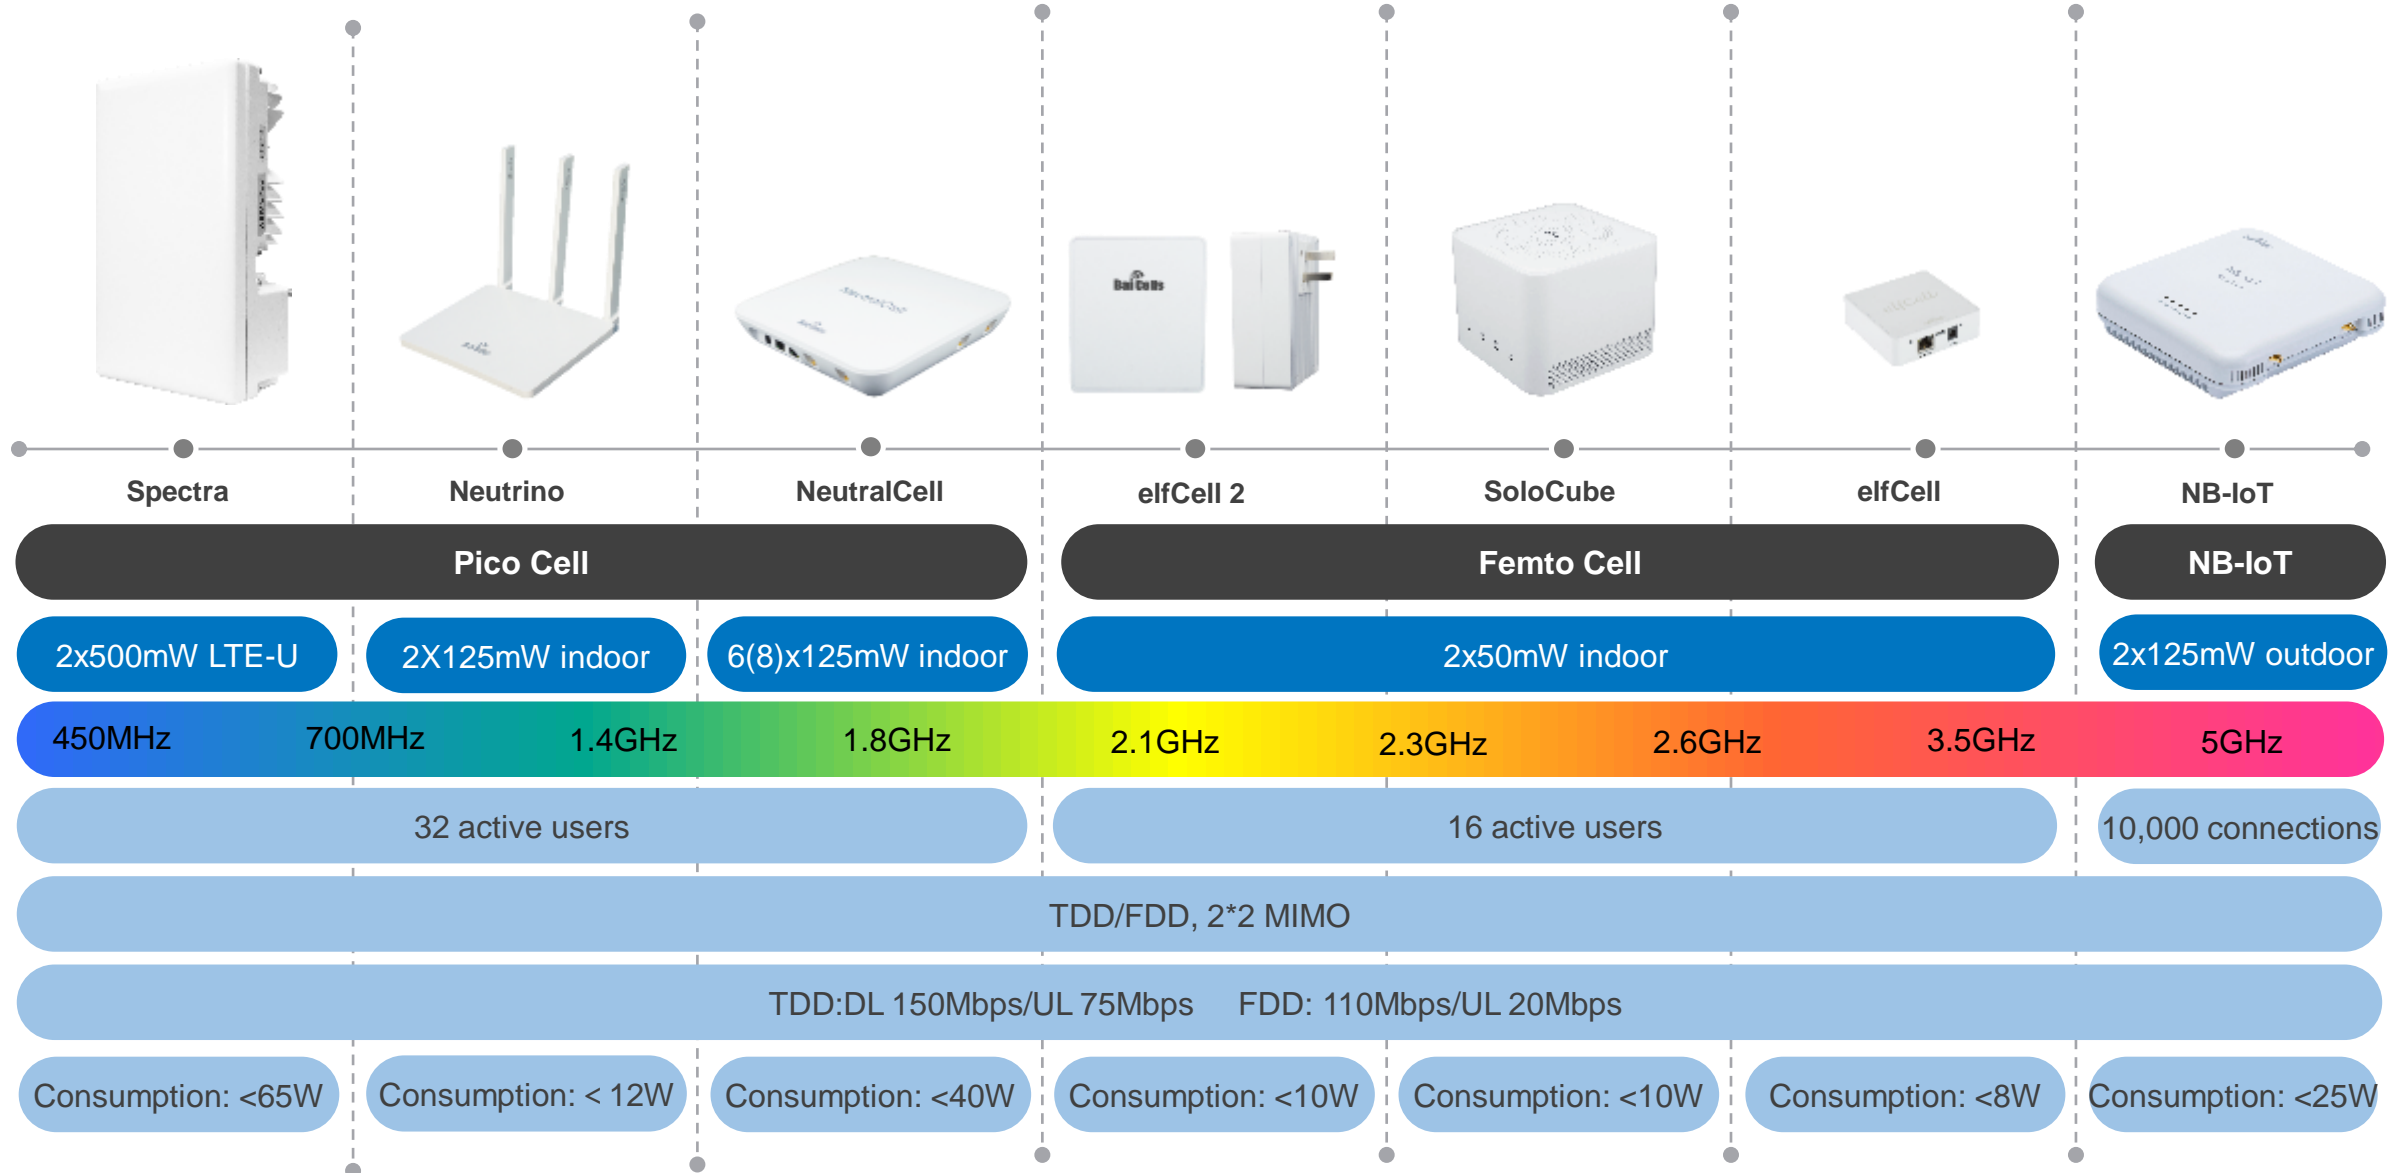 BaiCells
NeutralCell
elfCell
Spectra
Neutrino
NeutralCell
elfCell 2
SoloCube
elfCell
NB-IoT
Pico Cell
Femto Cell
NB-IoT
2x500mW LTE-U
2X125mW indoor
6(8)x125mW indoor
2x50mW indoor
2x125mW outdoor
450MHz
700MHz
1.4GHz
1.8GHz
2.1GHz
2.3GHz
2.6GHz
3.5GHz
5GHz
32 active users
16 active users
10,000 connections
TDD/FDD, 2*2 MIMO
TDD:DL 150Mbps/UL 75Mbps FDD: 110Mbps/UL 20Mbps
Consumption: <65W
Consumption: < 12W
Consumption: <40W
Consumption: <10W
Consumption: <10W
Consumption: <8W
Consumption: <25W